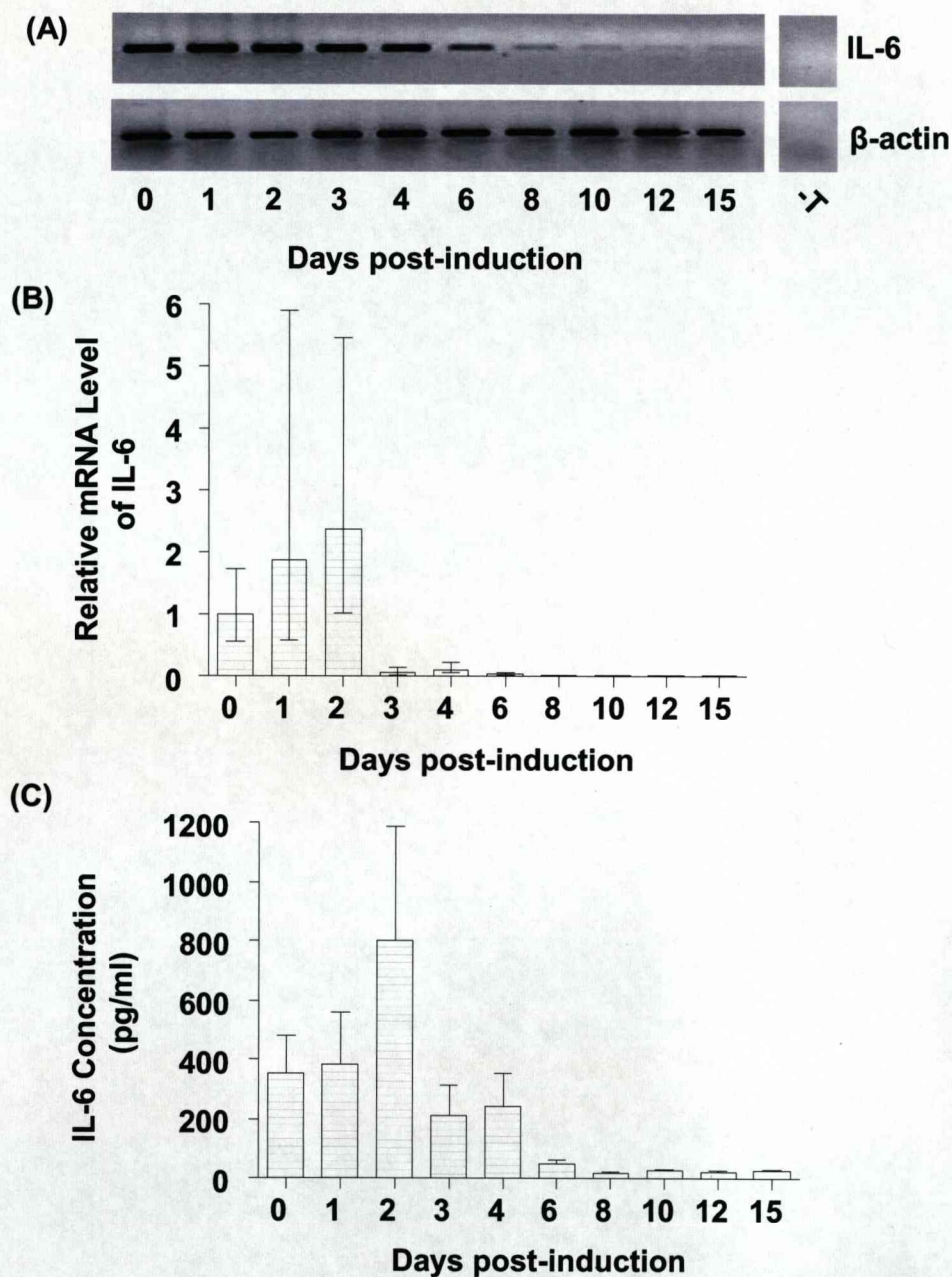 (A)
IL-6
β-actin
0 1 2 3 4 6 8 10 12 15 -T
Days post-induction
(B)
Relative mRNA Level
of IL-6
6
5
4
3
2
1
0
0 1 2 3 4 6 8 10 12 15
Days post-induction
(C)
IL-6 Concentration
(pg/ml)
1200
1000
800
600
400
200
0
0 1 2 3 4 6 8 10 12 15
Days post-induction